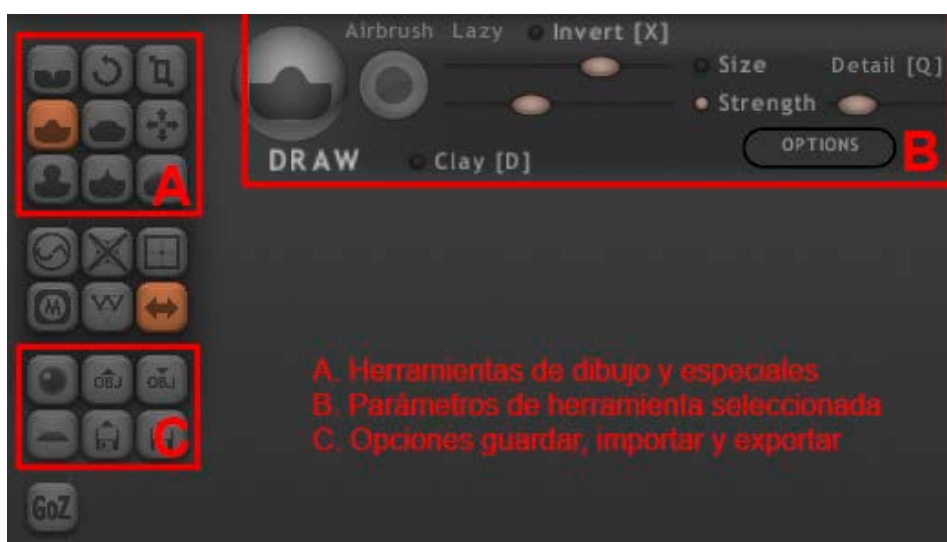 Airbrush Lazy Invert [X]
Size Detail [Q]
Strength
OPTIONS
B
DRAW Clay [D]
A
OBJ OBJ
C
GoZ
A. Herramientas de dibujo y especiales
B. Parámetros de herramienta seleccionada
C. Opciones guardar, importar y exportar